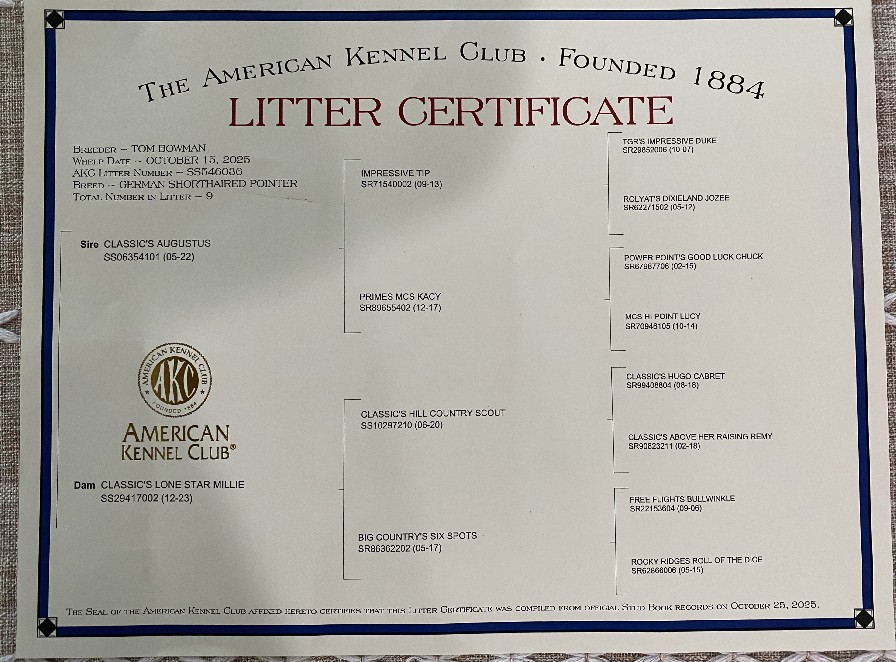 THE AMERICAN KENNEL CLUB · FOUNDED 1884
LITTER CERTIFICATE
BREEDER – TOM BOWMAN
WHELP DATE – OCTOBER 15, 2025
AKC LITTER NUMBER – SS546036
BREED – GERMAN SHORTHAIRED POINTER
TOTAL NUMBER IN LITTER – 9
Sire CLASSIC'S AUGUSTUS
SS06354101 (05-22)
AMERICAN KENNEL CLUB
AKC
FOUNDED 1884
AMERICAN
KENNEL CLUB®
Dam CLASSIC'S LONE STAR MILLIE
SS29417002 (12-23)
IMPRESSIVE TIP
SR71540002 (09-13)
PRIMES MCS KACY
SR89655402 (12-17)
CLASSIC'S HILL COUNTRY SCOUT
SS10297210 (06-20)
BIG COUNTRY'S SIX SPOTS
SR86362202 (05-17)
TGR'S IMPRESSIVE DUKE
SR29852006 (10-07)
ROLYAT'S DIXIELAND JOZEE
SR62271502 (05-12)
POWER POINT'S GOOD LUCK CHUCK
SR67987706 (02-15)
MCS HI POINT LUCY
SR70946105 (10-14)
CLASSIC'S HUGO CABRET
SR99408804 (06-18)
CLASSIC'S ABOVE HER RAISING REMY
SR90823211 (02-18)
FREE FLIGHTS BULLWINKLE
SR22153604 (09-06)
ROCKY RIDGES ROLL OF THE DICE
SR62866006 (05-15)
THE SEAL OF THE AMERICAN KENNEL CLUB AFFIXED HERETO CERTIFIES THAT THIS LITTER CERTIFICATE WAS COMPILED FROM OFFICIAL STUD BOOK RECORDS ON OCTOBER 25, 2025.